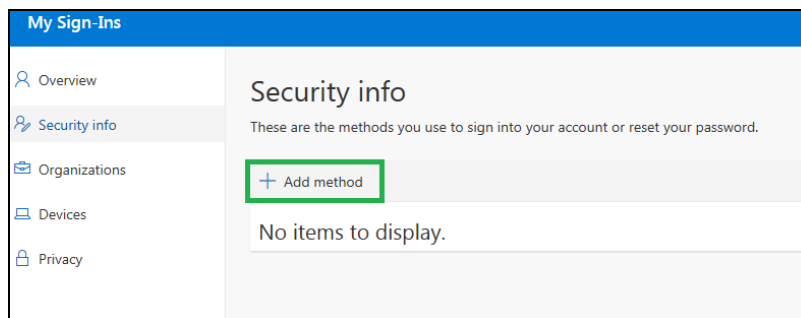 My Sign-Ins
Overview
Security info
Organizations
Devices
Privacy
Security info
These are the methods you use to sign into your account or reset your password.
+ Add method
No items to display.